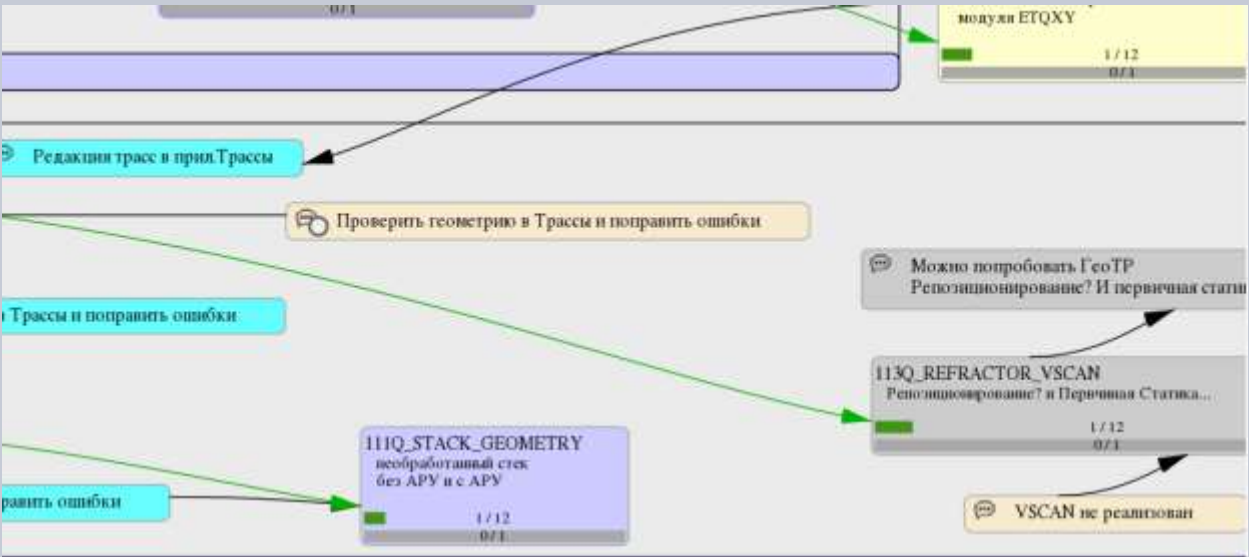 0 / 1
модуля ETQXY
1 / 12
0 / 1
Редакция трасс в прил.Трассы
Проверить геометрию в Трассы и поправить ошибки
Можно попробовать ГеоТР
Репозиционирование? И первичная стати
Трассы и поправить ошибки
113Q_REFRACTOR_VSCAN
Репозиционирование? и Первичная Статика...
1 / 12
0 / 1
111Q_STACK_GEOMETRY
необработанный стек
без АРУ и с АРУ
1 / 12
0 / 1
равить ошибки
VSCAN не реализован